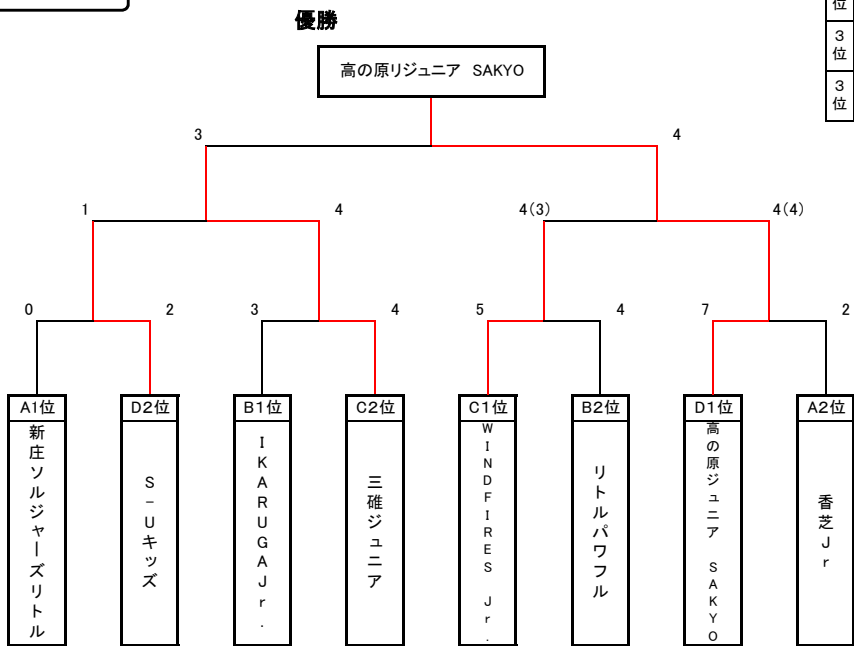 位
3
位
3
位
優勝
高の原リジュニア SAKYO
3
4
1
4
4(3)
4(4)
0
2
3
4
5
4
7
2
A1位
D2位
B1位
C2位
C1位
B2位
D1位
A2位
新庄ソルジャーズリトル
S-Uキッズ
IKARUGAJr.
三碓ジュニア
WINDFIRES Jr.
リトルパワフル
高の原ジュニア SAKYO
香芝Jr